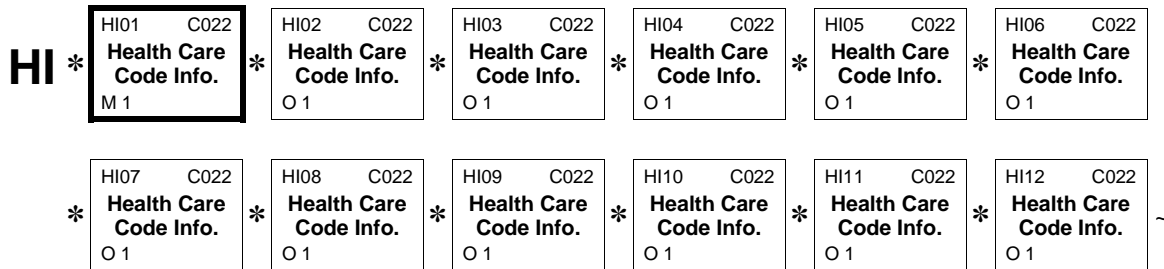 HI01 C022 HI02 C022 HI03 C022 HI04 C022 HI05 C022 HI06 C022
HI * Health Care * Health Care * Health Care * Health Care * Health Care * Health Care
Code Info. Code Info. Code Info. Code Info. Code Info. Code Info.
M 1 O 1 O 1 O 1 O 1 O 1
HI07 C022 HI08 C022 HI09 C022 HI10 C022 HI11 C022 HI12 C022
* Health Care * Health Care * Health Care * Health Care * Health Care * Health Care ~
Code Info. Code Info. Code Info. Code Info. Code Info. Code Info.
O 1 O 1 O 1 O 1 O 1 O 1